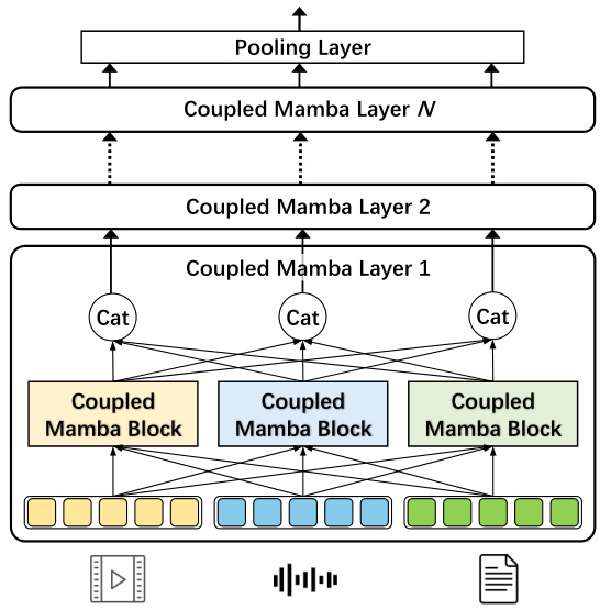 Pooling Layer
Coupled Mamba Layer N
Coupled Mamba Layer 2
Coupled Mamba Layer 1
Cat Cat Cat
Coupled Mamba Block
Coupled Mamba Block
Coupled Mamba Block